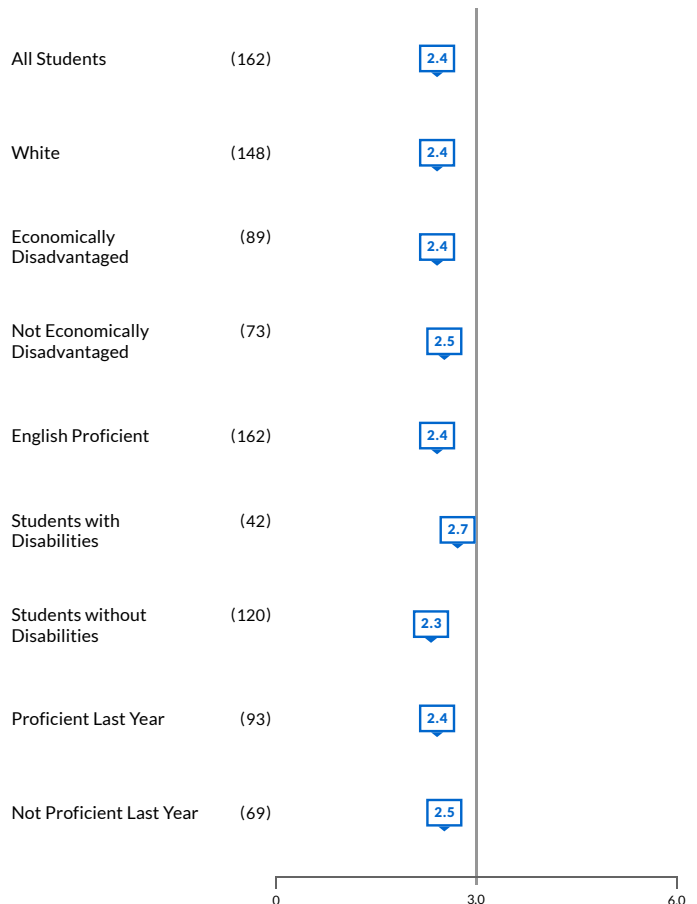 All Students (162) 2.4
White (148) 2.4
Economically (89)
Disadvantaged 2.4
Not Economically (73)
Disadvantaged 2.5
English Proficient (162) 2.4
Students with (42)
Disabilities 2.7
Students without (120)
Disabilities 2.3
Proficient Last Year (93) 2.4
Not Proficient Last Year (69) 2.5
0 3.0 6.0